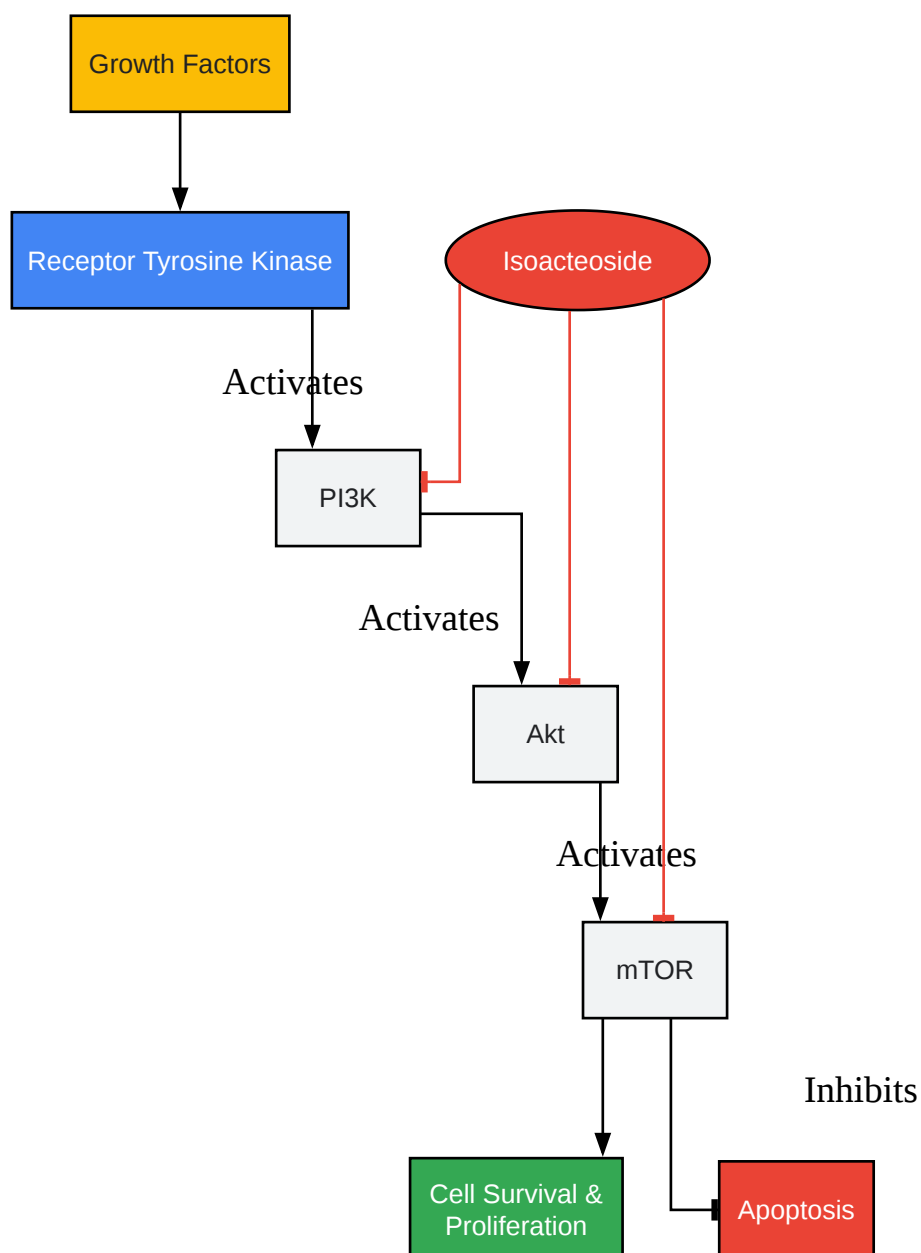 Growth Factors
Receptor Tyrosine Kinase
Isoacteoside
Activates
PI3K
Activates
Akt
Activates
mTOR
Inhibits
Cell Survival &
Proliferation
Apoptosis